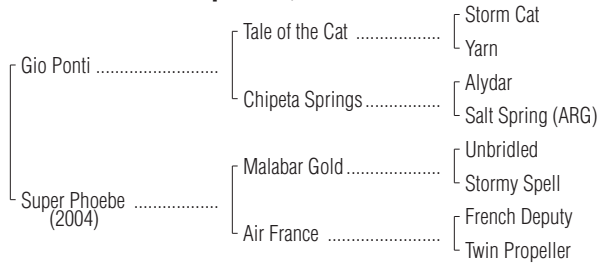 Storm Cat
Tale of the Cat ..................
Yarn
Gio Ponti ..........................
Alydar
Chipeta Springs................
Salt Spring (ARG)
Unbridled
Malabar Gold....................
Stormy Spell
Super Phoebe ..................
(2004)
French Deputy
Air France ........................
Twin Propeller